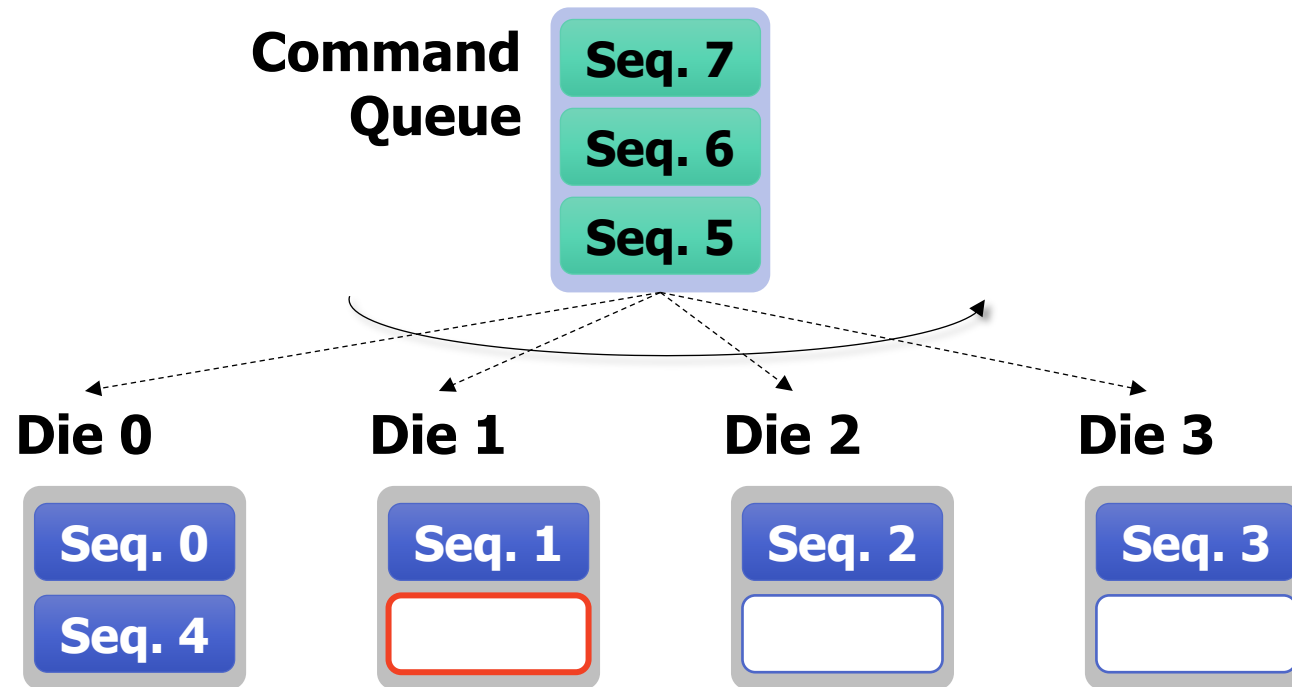 Command
Queue
Seq. 7
Seq. 6
Seq. 5
Die 0
Die 1
Die 2
Die 3
Seq. 0
Seq. 1
Seq. 2
Seq. 3
Seq. 4